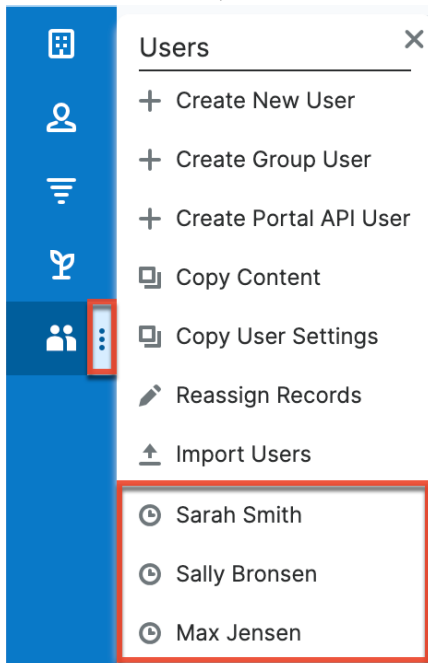 Users
Create New User
Create Group User
Create Portal API User
Copy Content
Copy User Settings
Reassign Records
Import Users
Sarah Smith
Sally Bronsen
Max Jensen